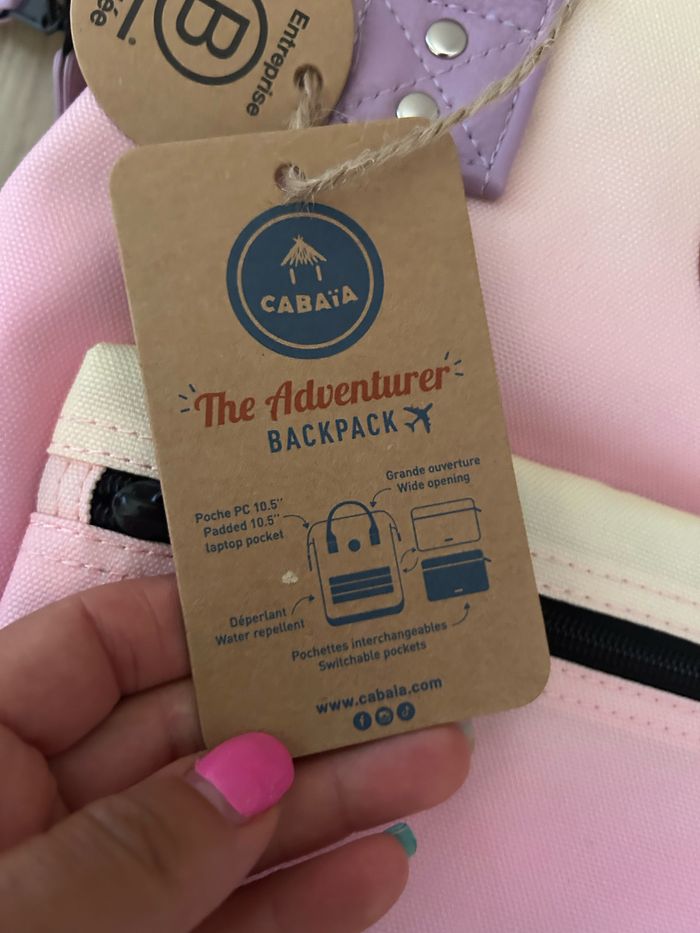 Entreprise
B
CABAïA
The Adventurer
BACKPACK
Grande ouverture
Wide opening
Poche PC 10.5''
Padded 10.5''
laptop pocket
Déperlant
Water repellent
Pochettes interchangeables
Switchable pockets
www.cabaia.com